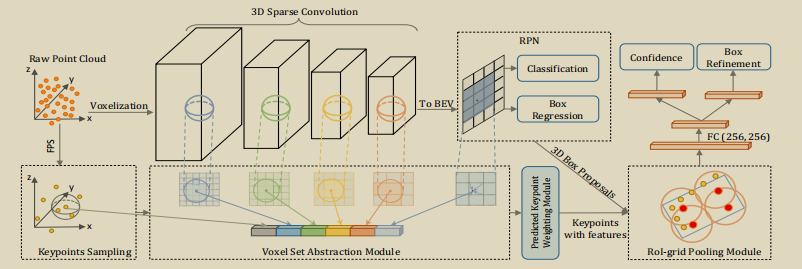 3D Sparse Convolution
Raw Point Cloud
z
y
x
Voxelization
To BEV
RPN
Classification
Box
Regression
Confidence
Box
Refinement
FC (256, 256)
FPS
3D Box Proposals
z
y
x
Keypoints Sampling
Voxel Set Abstraction Module
Predicted Keypoint
Weighting Module
Keypoints
with features
RoI-grid Pooling Module